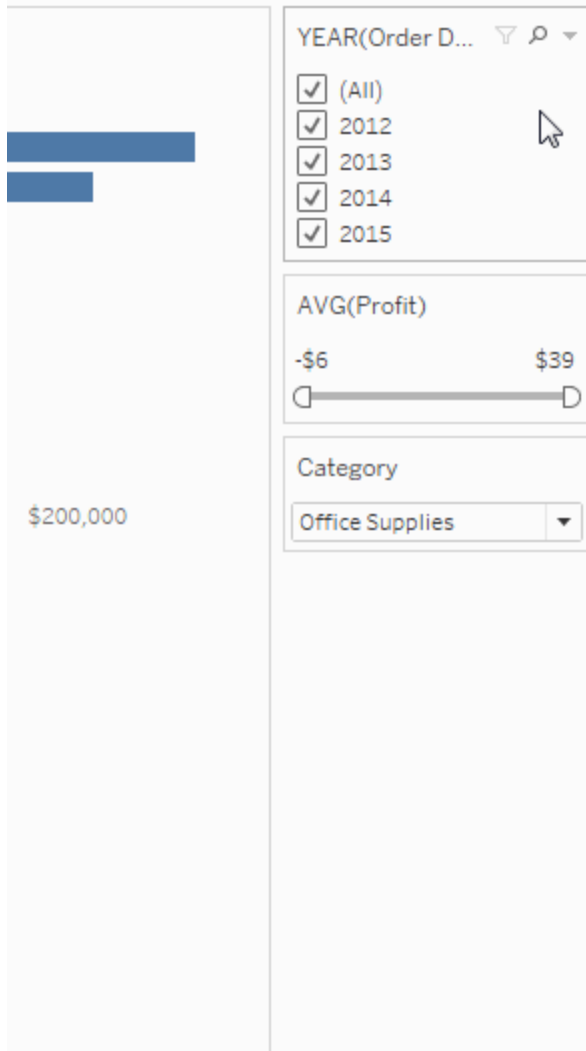 YEAR(Order D...
(All)
2012
2013
2014
2015
AVG(Profit)
-$6 $39
Category
Office Supplies
$200,000